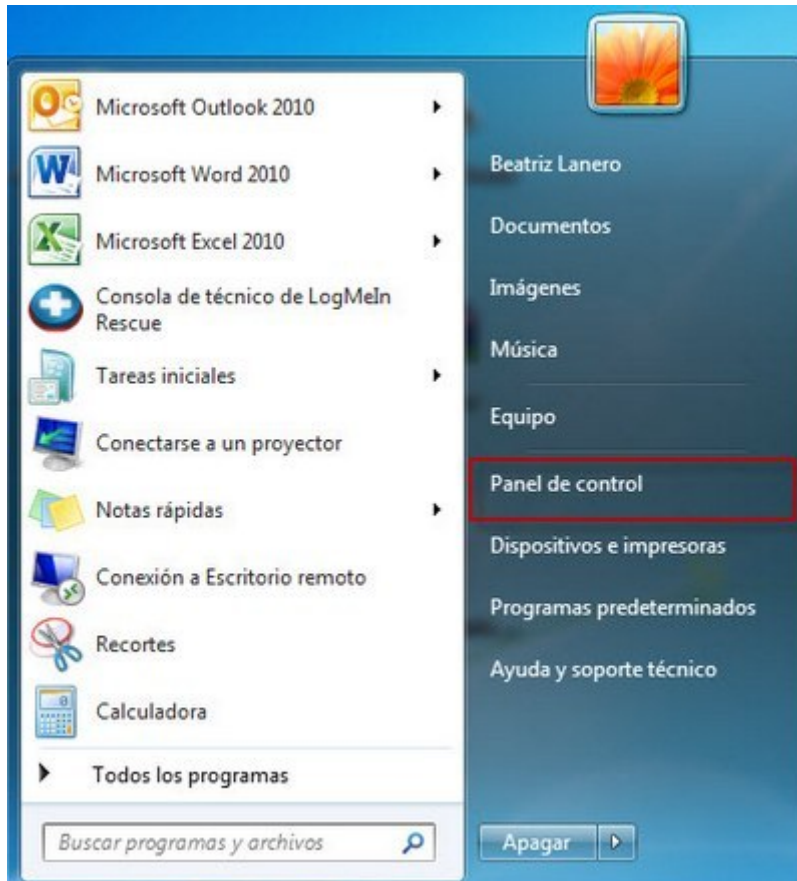 Microsoft Outlook 2010
Microsoft Word 2010
Microsoft Excel 2010
Consola de técnico de LogMeIn
Rescue
Tareas iniciales
Conectarse a un proyector
Notas rápidas
Conexión a Escritorio remoto
Recortes
Calculadora
Todos los programas
Buscar programas y archivos
Beatriz Lanero
Documentos
Imágenes
Música
Equipo
Panel de control
Dispositivos e impresoras
Programas predeterminados
Ayuda y soporte técnico
Apagar